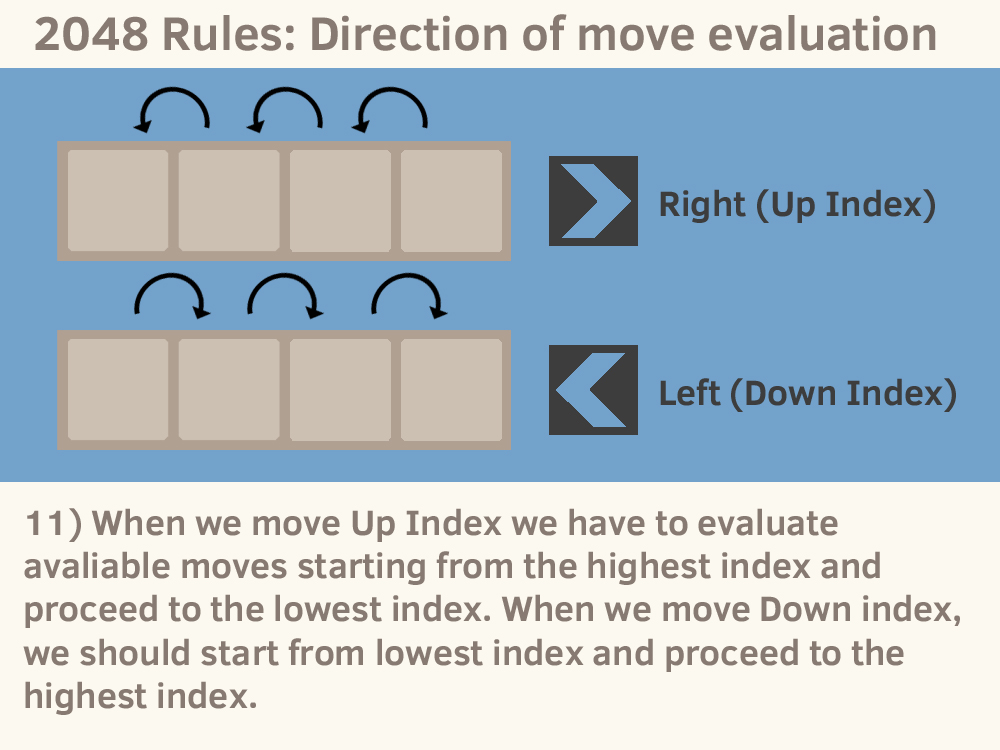 2048 Rules: Direction of move evaluation
Right (Up Index)
Left (Down Index)
11) When we move Up Index we have to evaluate
avaliable moves starting from the highest index and
proceed to the lowest index. When we move Down index,
we should start from lowest index and proceed to the
highest index.